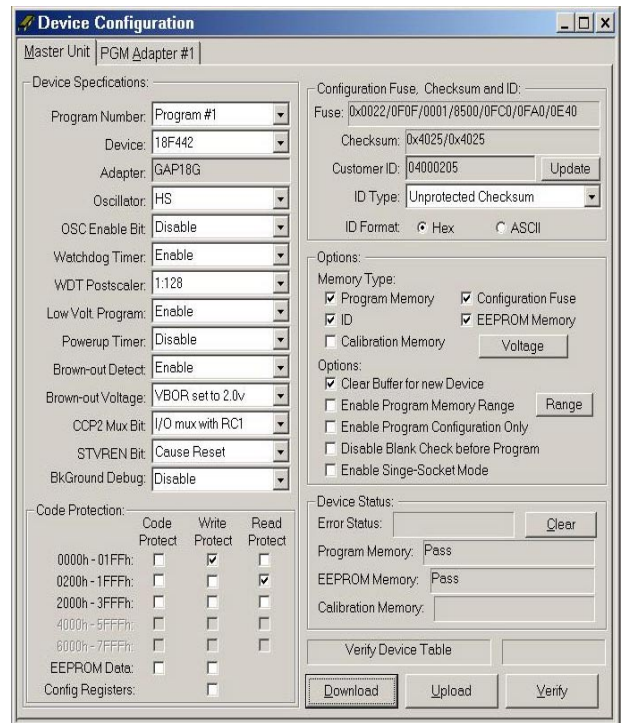 Device Configuration
Master Unit PGM Adapter #1
Device Specfications:
Program Number: Program #1
Device: 18F442
Adapter: GAP18G
Oscillator: HS
OSC Enable Bit: Disable
Watchdog Timer: Enable
WDT Postscaler: 1:128
Low Volt. Program: Enable
Powerup Timer: Disable
Brown-out Detect: Enable
Brown-out Voltage: VBOR set to 2.0v
CCP2 Mux Bit: I/O mux with RC1
STVREN Bit: Cause Reset
BkGround Debug: Disable
Code Protection:
Code Protect Write Protect Read Protect
0000h - 01FFh:
0200h - 1FFFh:
2000h - 3FFFh:
4000h - 5FFFh:
6000h - 7FFFh:
EEPROM Data:
Config Registers:
Configuration Fuse, Checksum and ID:
Fuse: 0x0022/0F0F/0001/8500/0FC0/0FA0/0E40
Checksum: 0x4025/0x4025
Customer ID: 04000205 Update
ID Type: Unprotected Checksum
ID Format: Hex ASCII
Options:
Memory Type:
Program Memory Configuration Fuse
ID EEPROM Memory
Calibration Memory Voltage
Options:
Clear Buffer for new Device
Enable Program Memory Range Range
Enable Program Configuration Only
Disable Blank Check before Program
Enable Singe-Socket Mode
Device Status:
Error Status: Clear
Program Memory: Pass
EEPROM Memory: Pass
Calibration Memory:
Verify Device Table
Download Upload Verify